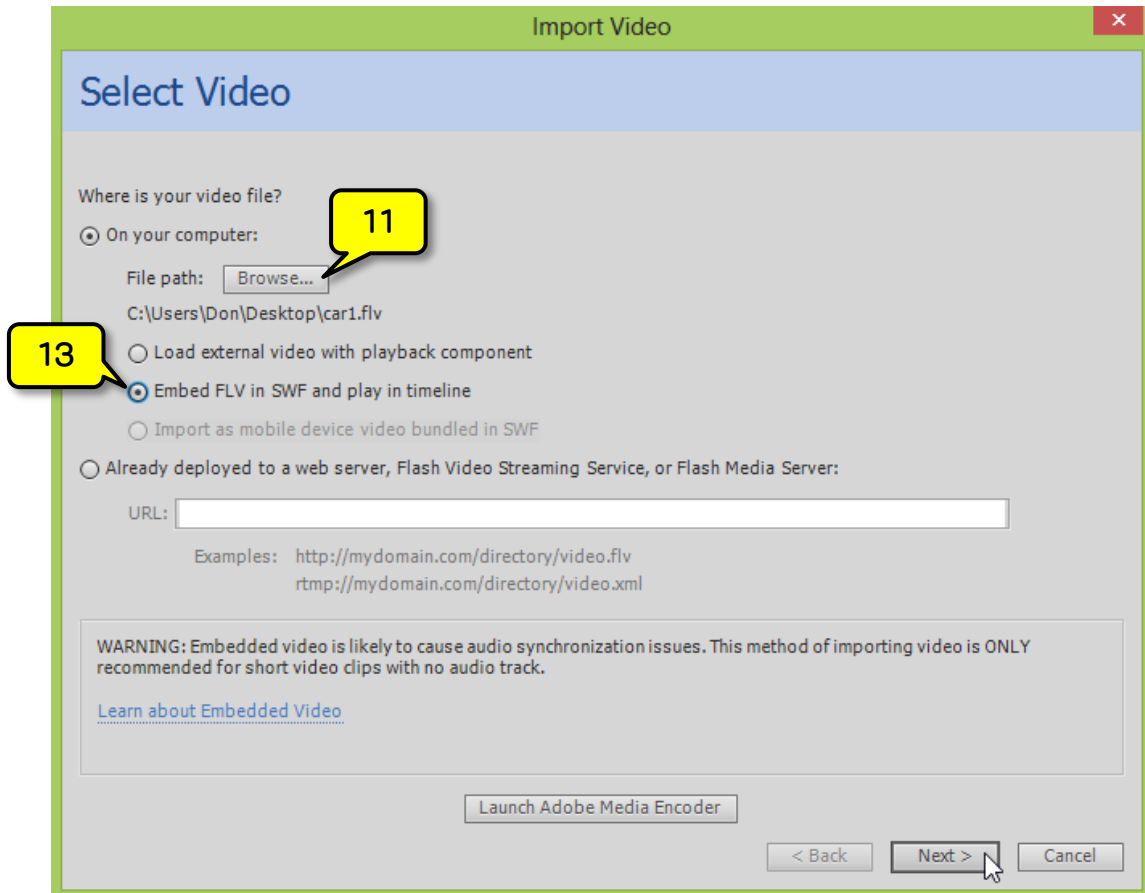 Import Video
Select Video
Where is your video file?
11
On your computer:
File path: Browse...
C:\Users\Don\Desktop\car1.flv
13
Load external video with playback component
Embed FLV in SWF and play in timeline
Import as mobile device video bundled in SWF
Already deployed to a web server, Flash Video Streaming Service, or Flash Media Server:
URL:
Examples: http://mydomain.com/directory/video.flv
rtmp://mydomain.com/directory/video.xml
WARNING: Embedded video is likely to cause audio synchronization issues. This method of importing video is ONLY
recommended for short video clips with no audio track.
Learn about Embedded Video
Launch Adobe Media Encoder
< Back Next > Cancel